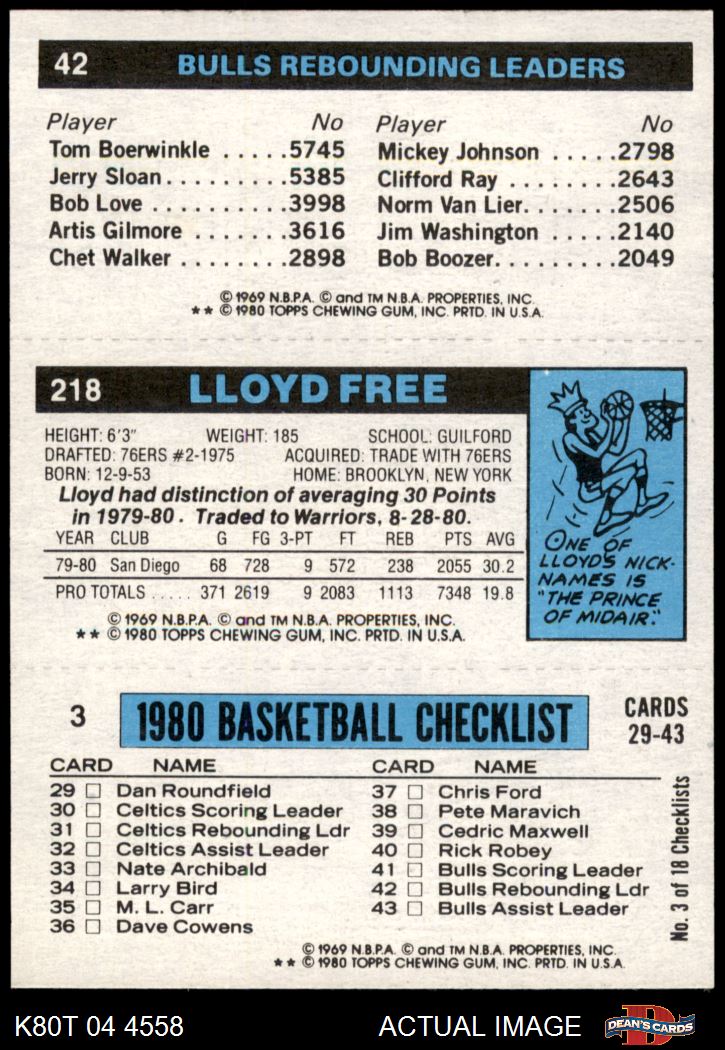 42 BULLS REBOUNDING LEADERS
Player No Player No
Tom Boerwinkle .....5745 Mickey Johnson .....2798
Jerry Sloan.........5385 Clifford Ray ........2643
Bob Love ..........3998 Norm Van Lier.......2506
Artis Gilmore .......3616 Jim Washington .....2140
Chet Walker ........2898 Bob Boozer.........2049
© 1969 N.B.P.A. © and TM N.B.A. PROPERTIES, INC.
** © 1980 TOPPS CHEWING GUM, INC. PRTD. IN U.S.A.
218 LLOYD FREE
HEIGHT: 6'3" WEIGHT: 185 SCHOOL: GUILFORD
DRAFTED: 76ERS #2-1975 ACQUIRED: TRADE WITH 76ERS
BORN: 12-9-53 HOME: BROOKLYN, NEW YORK
Lloyd had distinction of averaging 30 Points
in 1979-80. Traded to Warriors, 8-28-80.
YEAR CLUB G FG 3-PT FT REB PTS AVG
79-80 San Diego 68 728 9 572 238 2055 30.2
PRO TOTALS ..... 371 2619 9 2083 1113 7348 19.8
© 1969 N.B.P.A. © and TM N.B.A. PROPERTIES, INC.
** © 1980 TOPPS CHEWING GUM, INC. PRTD. IN U.S.A.
ONE OF
LLOYD'S NICK-
NAMES IS
"THE PRINCE
OF MIDAIR."
3 1980 BASKETBALL CHECKLIST CARDS
29-43
CARD NAME CARD NAME
29 □ Dan Roundfield 37 □ Chris Ford
30 □ Celtics Scoring Leader 38 □ Pete Maravich
31 □ Celtics Rebounding Ldr 39 □ Cedric Maxwell
32 □ Celtics Assist Leader 40 □ Rick Robey
33 □ Nate Archibald 41 □ Bulls Scoring Leader
34 □ Larry Bird 42 □ Bulls Rebounding Ldr
35 □ M. L. Carr 43 □ Bulls Assist Leader
36 □ Dave Cowens
No. 3 of 18 Checklists
© 1969 N.B.P.A. © and TM N.B.A. PROPERTIES, INC.
** © 1980 TOPPS CHEWING GUM, INC. PRTD. IN U.S.A.
K80T 04 4558 ACTUAL IMAGE D DEAN'S CARDS